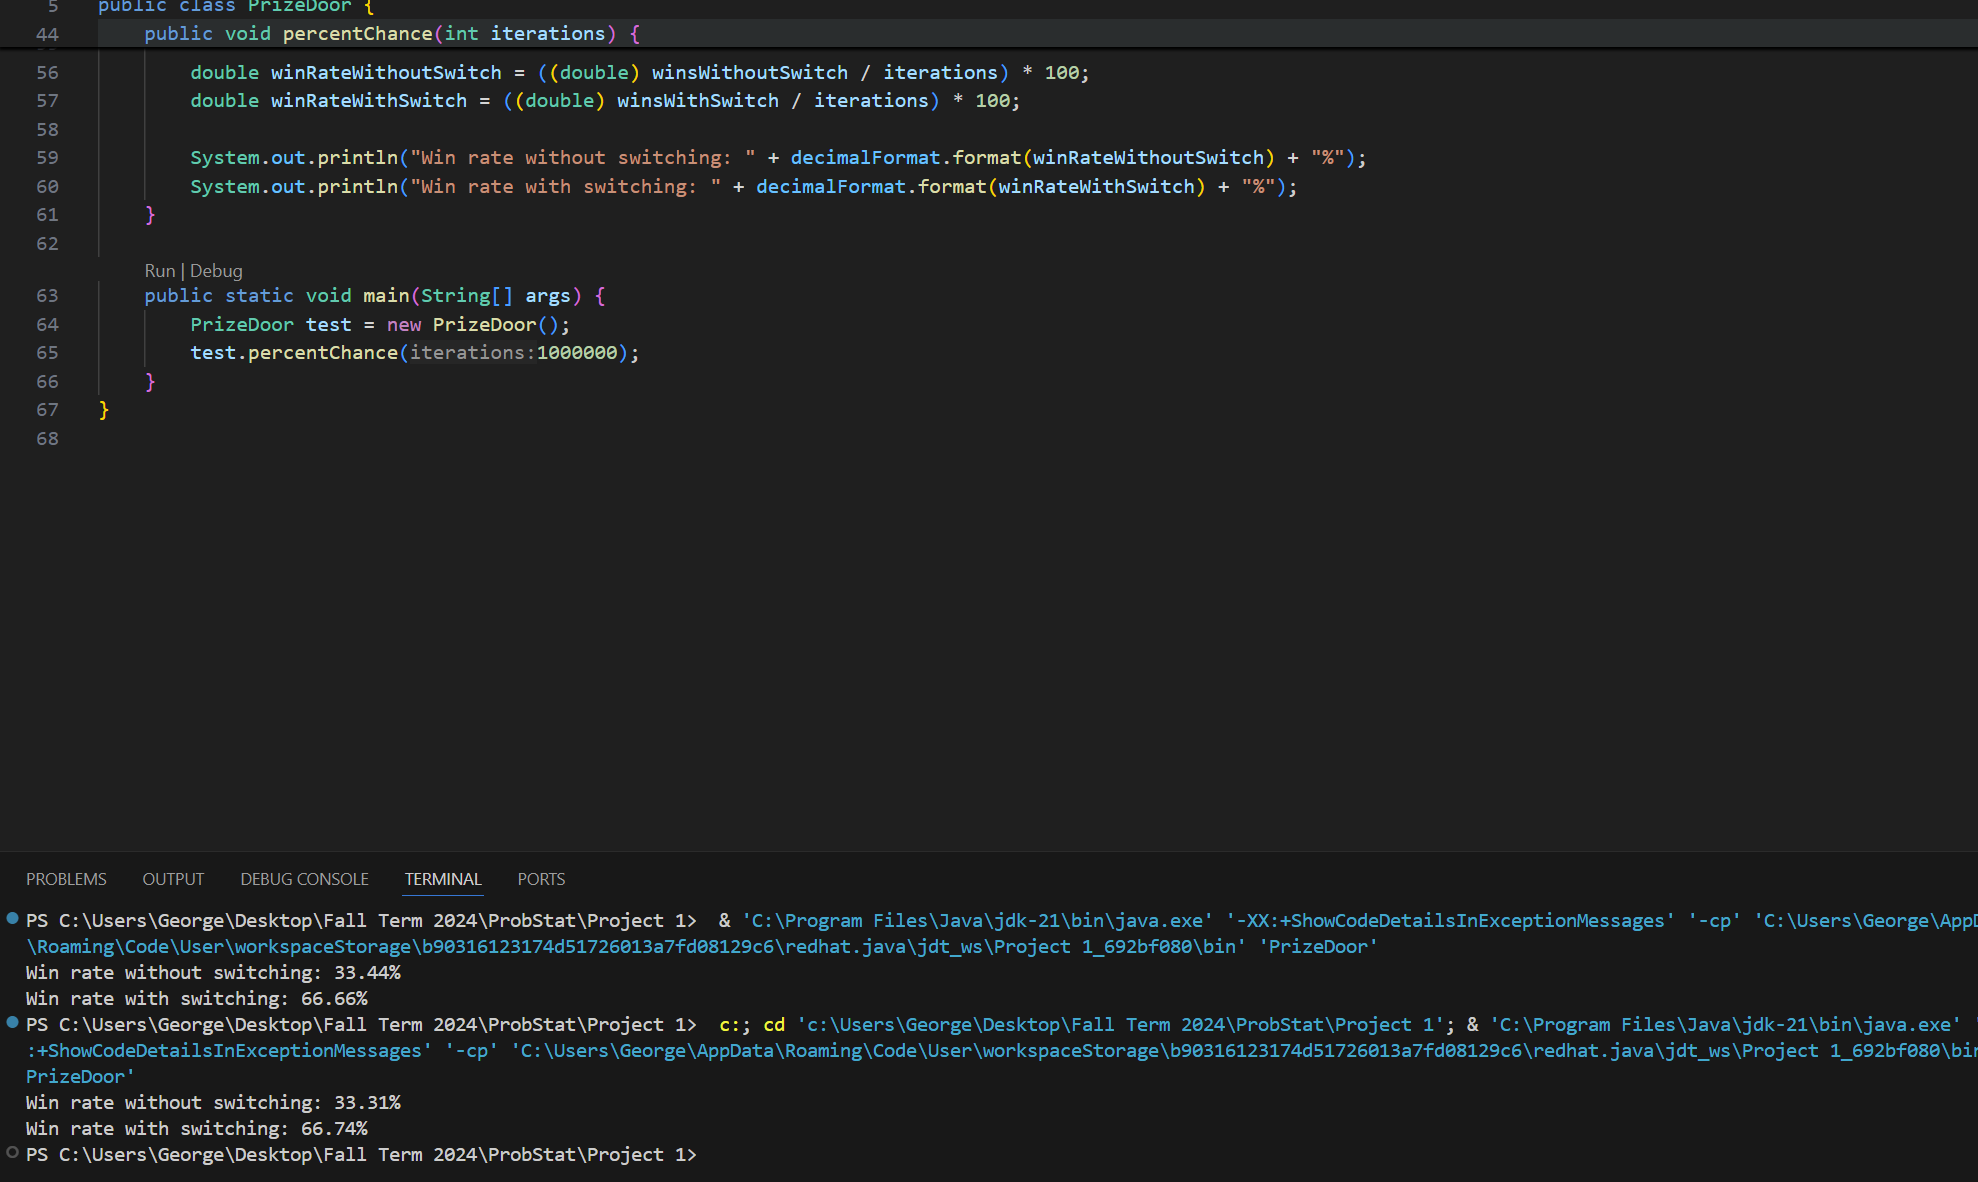 5 public class PrizeDoor {
44 public void percentChance(int iterations) {
56 double winRateWithoutSwitch = ((double) winsWithoutSwitch / iterations) * 100;
57 double winRateWithSwitch = ((double) winsWithSwitch / iterations) * 100;
58
59 System.out.println("Win rate without switching: " + decimalFormat.format(winRateWithoutSwitch) + "%");
60 System.out.println("Win rate with switching: " + decimalFormat.format(winRateWithSwitch) + "%");
61 }
62
Run | Debug
63 public static void main(String[] args) {
64 PrizeDoor test = new PrizeDoor();
65 test.percentChance(iterations:1000000);
66 }
67 }
68
PROBLEMS OUTPUT DEBUG CONSOLE TERMINAL PORTS
PS C:\Users\George\Desktop\Fall Term 2024\ProbStat\Project 1> & 'C:\Program Files\Java\jdk-21\bin\java.exe' '-XX:+ShowCodeDetailsInExceptionMessages' '-cp' 'C:\Users\George\AppD
\Roaming\Code\User\workspaceStorage\b90316123174d51726013a7fd08129c6\redhat.java\jdt_ws\Project 1_692bf080\bin' 'PrizeDoor'
Win rate without switching: 33.44%
Win rate with switching: 66.66%
PS C:\Users\George\Desktop\Fall Term 2024\ProbStat\Project 1> c:; cd 'c:\Users\George\Desktop\Fall Term 2024\ProbStat\Project 1'; & 'C:\Program Files\Java\jdk-21\bin\java.exe' '
:+ShowCodeDetailsInExceptionMessages' '-cp' 'C:\Users\George\AppData\Roaming\Code\User\workspaceStorage\b90316123174d51726013a7fd08129c6\redhat.java\jdt_ws\Project 1_692bf080\bin
PrizeDoor'
Win rate without switching: 33.31%
Win rate with switching: 66.74%
PS C:\Users\George\Desktop\Fall Term 2024\ProbStat\Project 1>